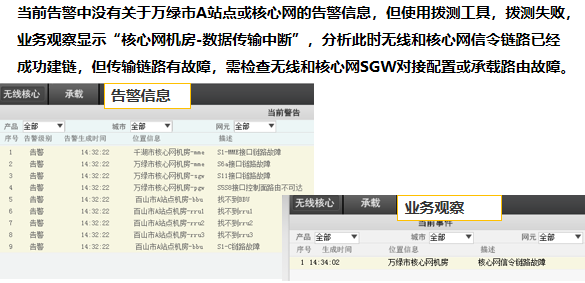 当前告警中没有关于万绿市A站点或核心网的告警信息，但使用拨测工具，拨测失败，
业务观察显示“核心网机房-数据传输中断”，分析此时无线和核心网信令链路已经
成功建链，但传输链路有故障，需检查无线和核心网SGW对接配置或承载路由故障。
无线核心 承载 告警信息
当前警告
产品 全部 城市 全部 网元 全部
序号 告警级别 告警生成时间 位置信息 描述
1 告警 14:32:22 千湖市核心网机房-mme S1-MME接口链路故障
2 告警 14:32:22 万绿市核心网机房-mme S6a接口链路故障
3 告警 14:32:22 万绿市核心网机房-sgw S11接口链路故障
4 告警 14:32:22 万绿市核心网机房-pgw S5S8接口控制面路由不可达
5 告警 14:32:22 百山市A站点机房-bbu 找不到BBU
6 告警 14:32:22 百山市A站点机房-rru1 找不到rru1
7 告警 14:32:22 百山市A站点机房-rru2 找不到rru2
8 告警 14:32:22 百山市A站点机房-rru3 找不到rru3
9 告警 14:32:22 百山市A站点机房-bbu S1-C链路故障
无线核心 承载 业务观察
当前事件
产品 全部 城市 全部 网元 全部
序号 生成时间 位置信息 描述
1 14:34:02 万绿市核心网机房 核心网信令链路故障